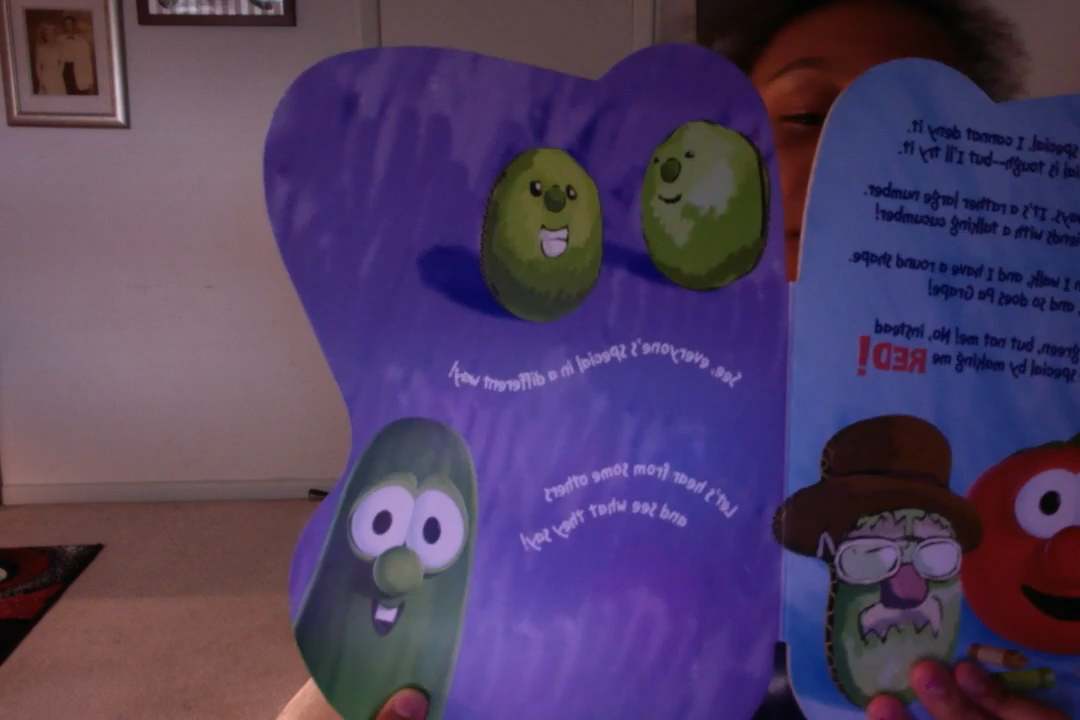 special. I cannot deny it.
is tough--but I'll try it.
It's a rather large number.
with a talking cucumber!
I walk, and I have a round shape.
and so does Pa Grape!
green, but not me! No, instead
special by making me RED!
See, everyone's special in a different way!
Let's hear from some others
and see what they say!